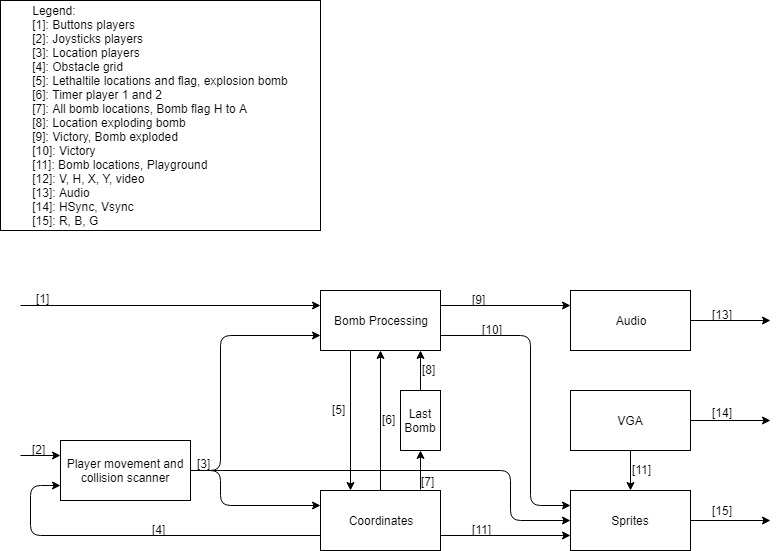 Legend:
[1]: Buttons players
[2]: Joysticks players
[3]: Location players
[4]: Obstacle grid
[5]: Lethaltile locations and flag, explosion bomb
[6]: Timer player 1 and 2
[7]: All bomb locations, Bomb flag H to A
[8]: Location exploding bomb
[9]: Victory, Bomb exploded
[10]: Victory
[11]: Bomb locations, Playground
[12]: V, H, X, Y, video
[13]: Audio
[14]: HSync, Vsync
[15]: R, B, G
[1]
Bomb Processing
[9]
[10]
Audio
[13]
[8]
[5]
[6]
Last
Bomb
VGA
[14]
[2]
Player movement and
collision scanner
[3]
[7]
[11]
[4]
Coordinates
[11]
Sprites
[15]